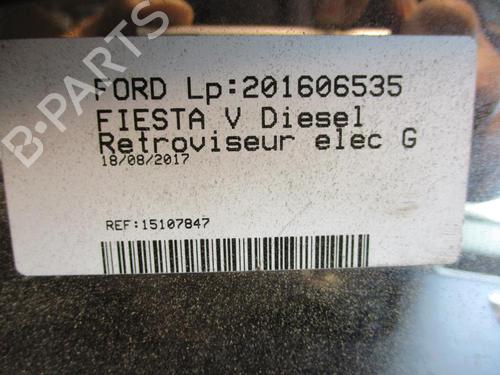 FORD Lp:201606535
FIESTA V Diesel
Retroviseur elec G
18/08/2017
REF:15107847
B-PARTS